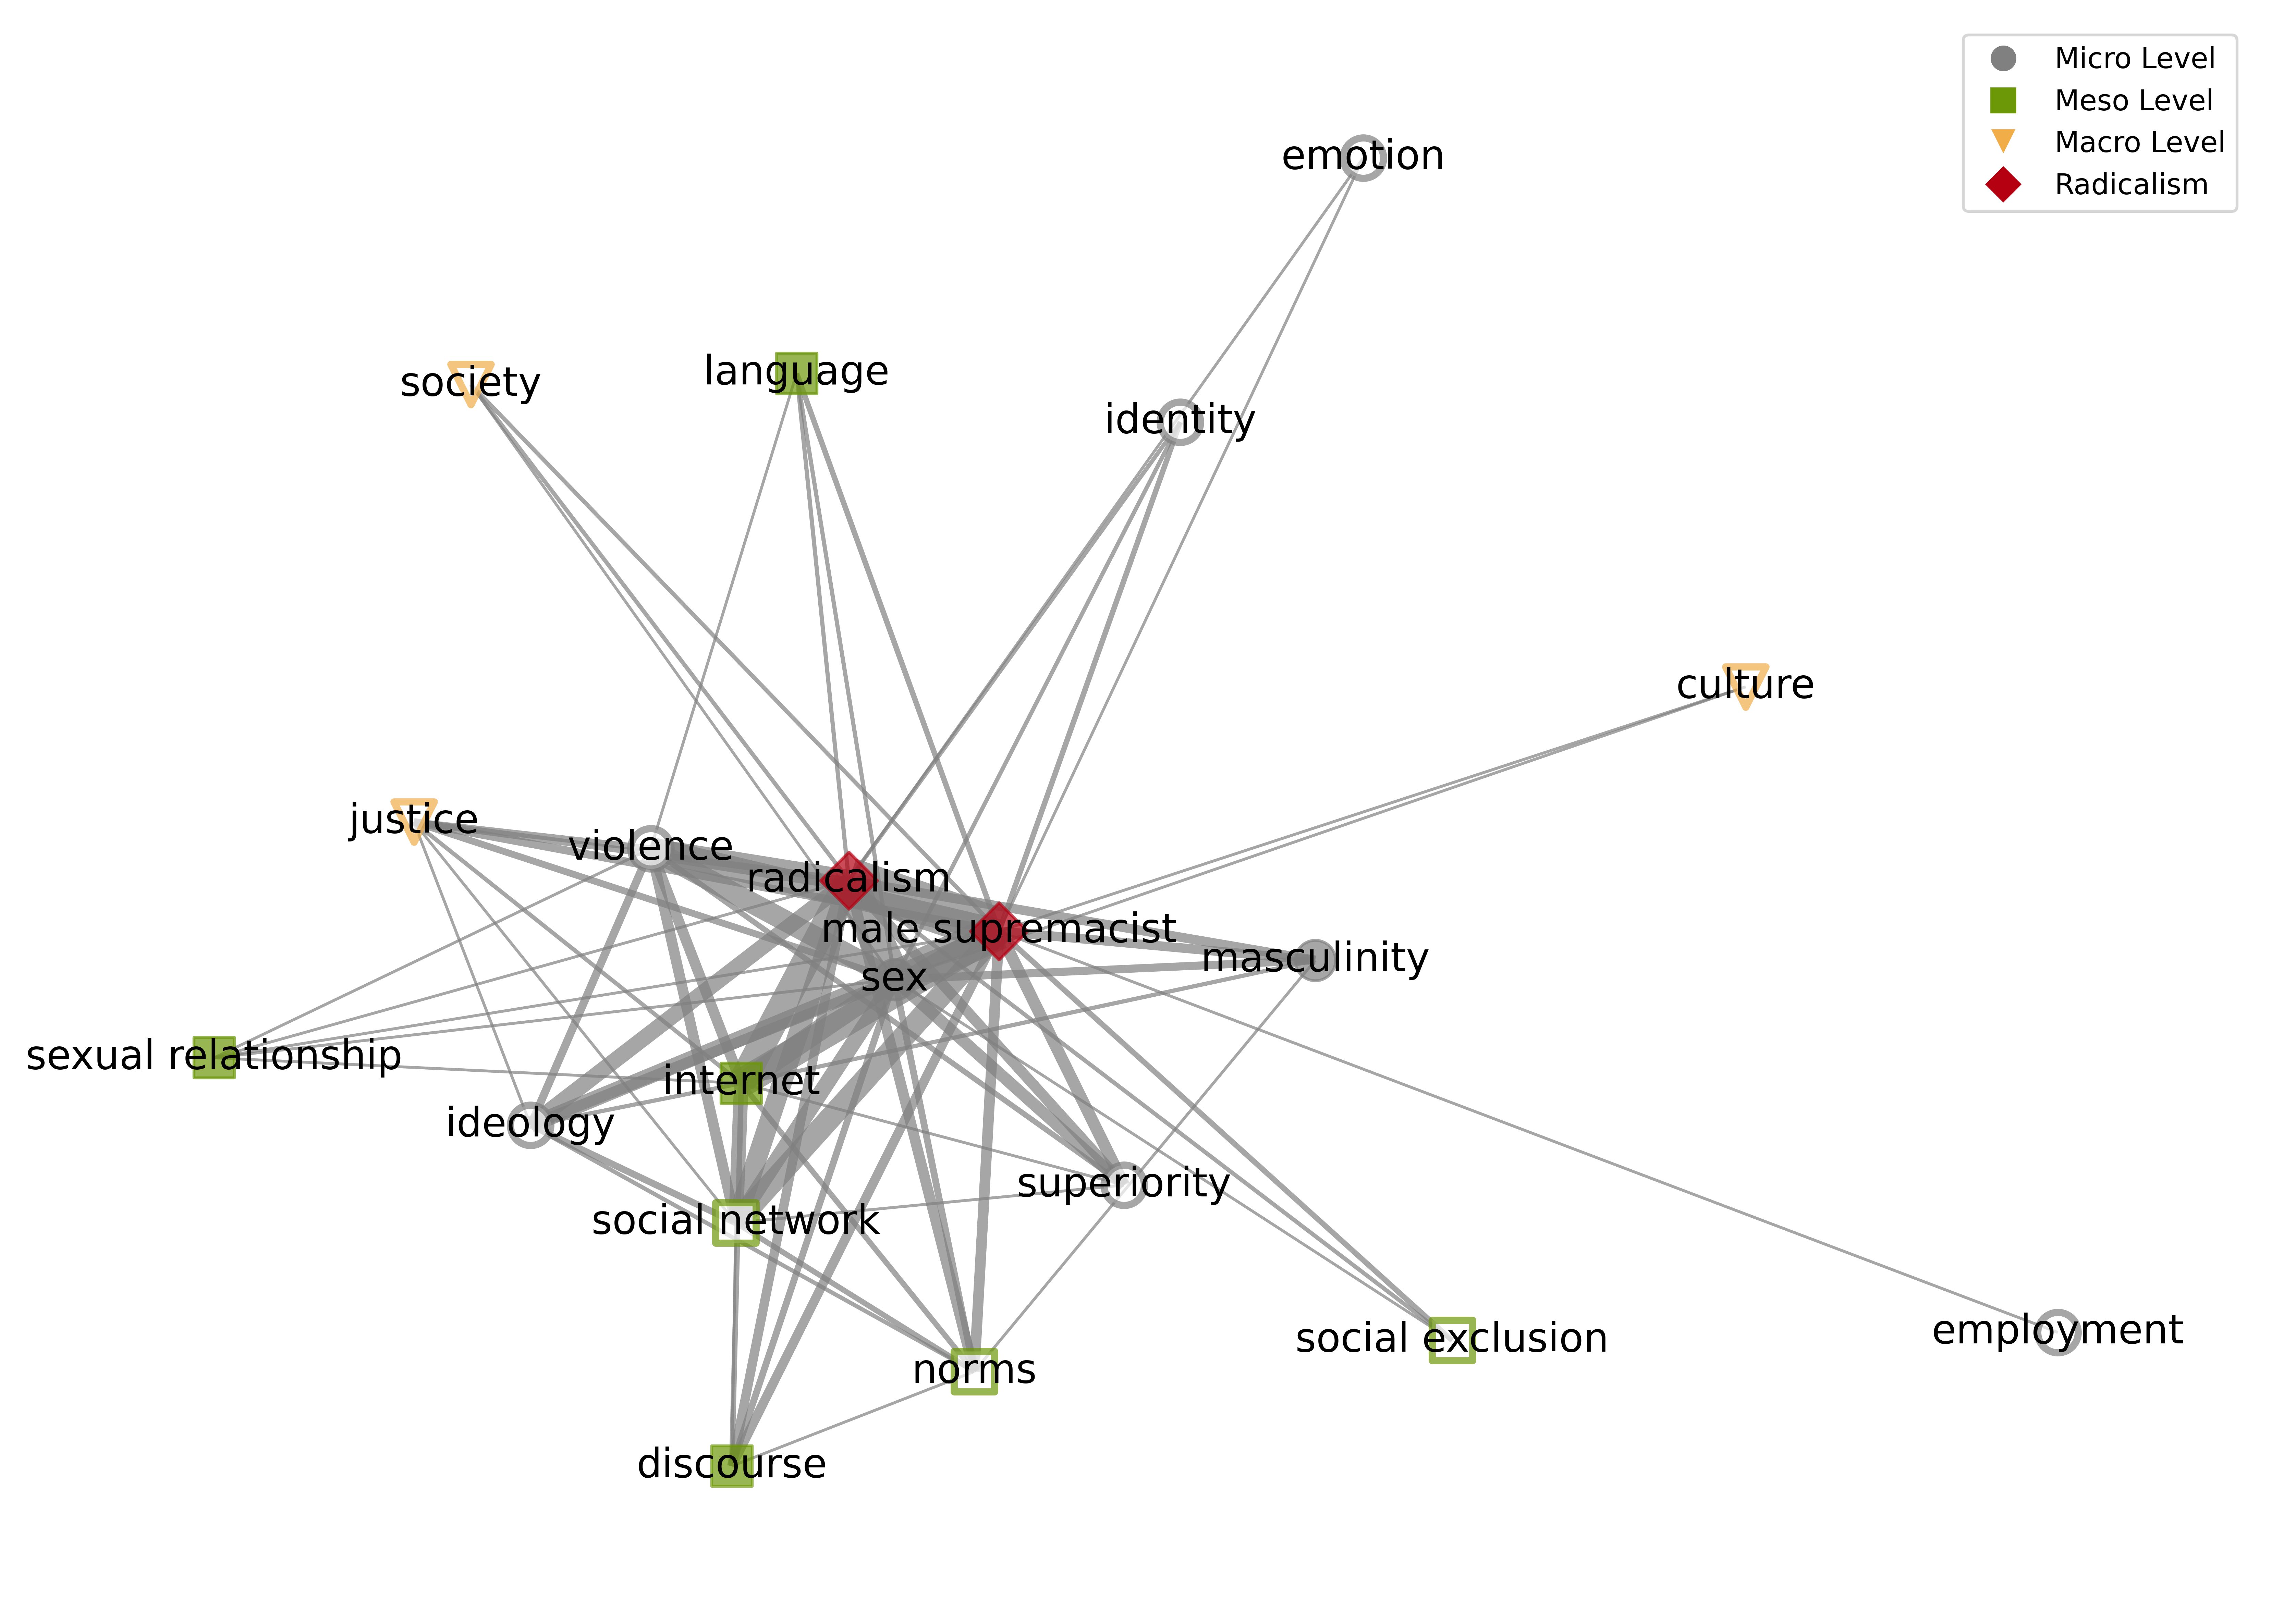 Micro Level
Meso Level
Macro Level
Radicalism
emotion
society
language
identity
culture
justice
violence
radicalism
male supremacist
masculinity
sex
sexual relationship
internet
ideology
superiority
social network
social exclusion
employment
norms
discourse